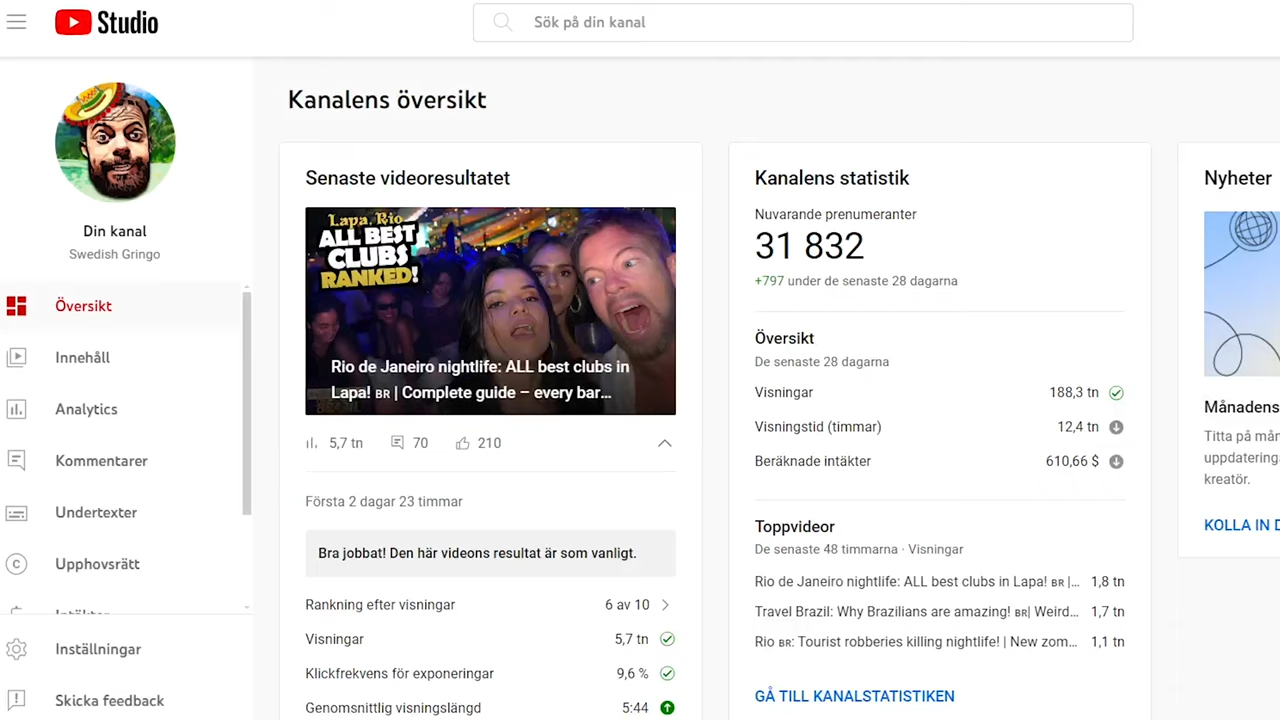 Studio
Sök på din kanal
Din kanal
Swedish Gringo
Översikt
Innehåll
Analytics
Kommentarer
Undertexter
Upphovsrätt
Intäkter
Inställningar
Skicka feedback
Kanalens översikt
Senaste videoresultatet
Lapa, Rio
ALL BEST
CLUBS
RANKED!
Rio de Janeiro nightlife: ALL best clubs in
Lapa! BR | Complete guide – every bar...
5,7 tn 70 210
Första 2 dagar 23 timmar
Bra jobbat! Den här videons resultat är som vanligt.
Rankning efter visningar 6 av 10
Visningar 5,7 tn
Klickfrekvens för exponeringar 9,6 %
Genomsnittlig visningslängd 5:44
Kanalens statistik
Nuvarande prenumeranter
31 832
+797 under de senaste 28 dagarna
Översikt
De senaste 28 dagarna
Visningar 188,3 tn
Visningstid (timmar) 12,4 tn
Beräknade intäkter 610,66 $
Toppvideor
De senaste 48 timmarna · Visningar
Rio de Janeiro nightlife: ALL best clubs in Lapa! BR |... 1,8 tn
Travel Brazil: Why Brazilians are amazing! BR| Weird... 1,7 tn
Rio BR: Tourist robberies killing nightlife! | New zom... 1,1 tn
GÅ TILL KANALSTATISTIKEN
Nyheter
Månadens
Titta på mån
uppdatering
kreatör.
KOLLA IN D